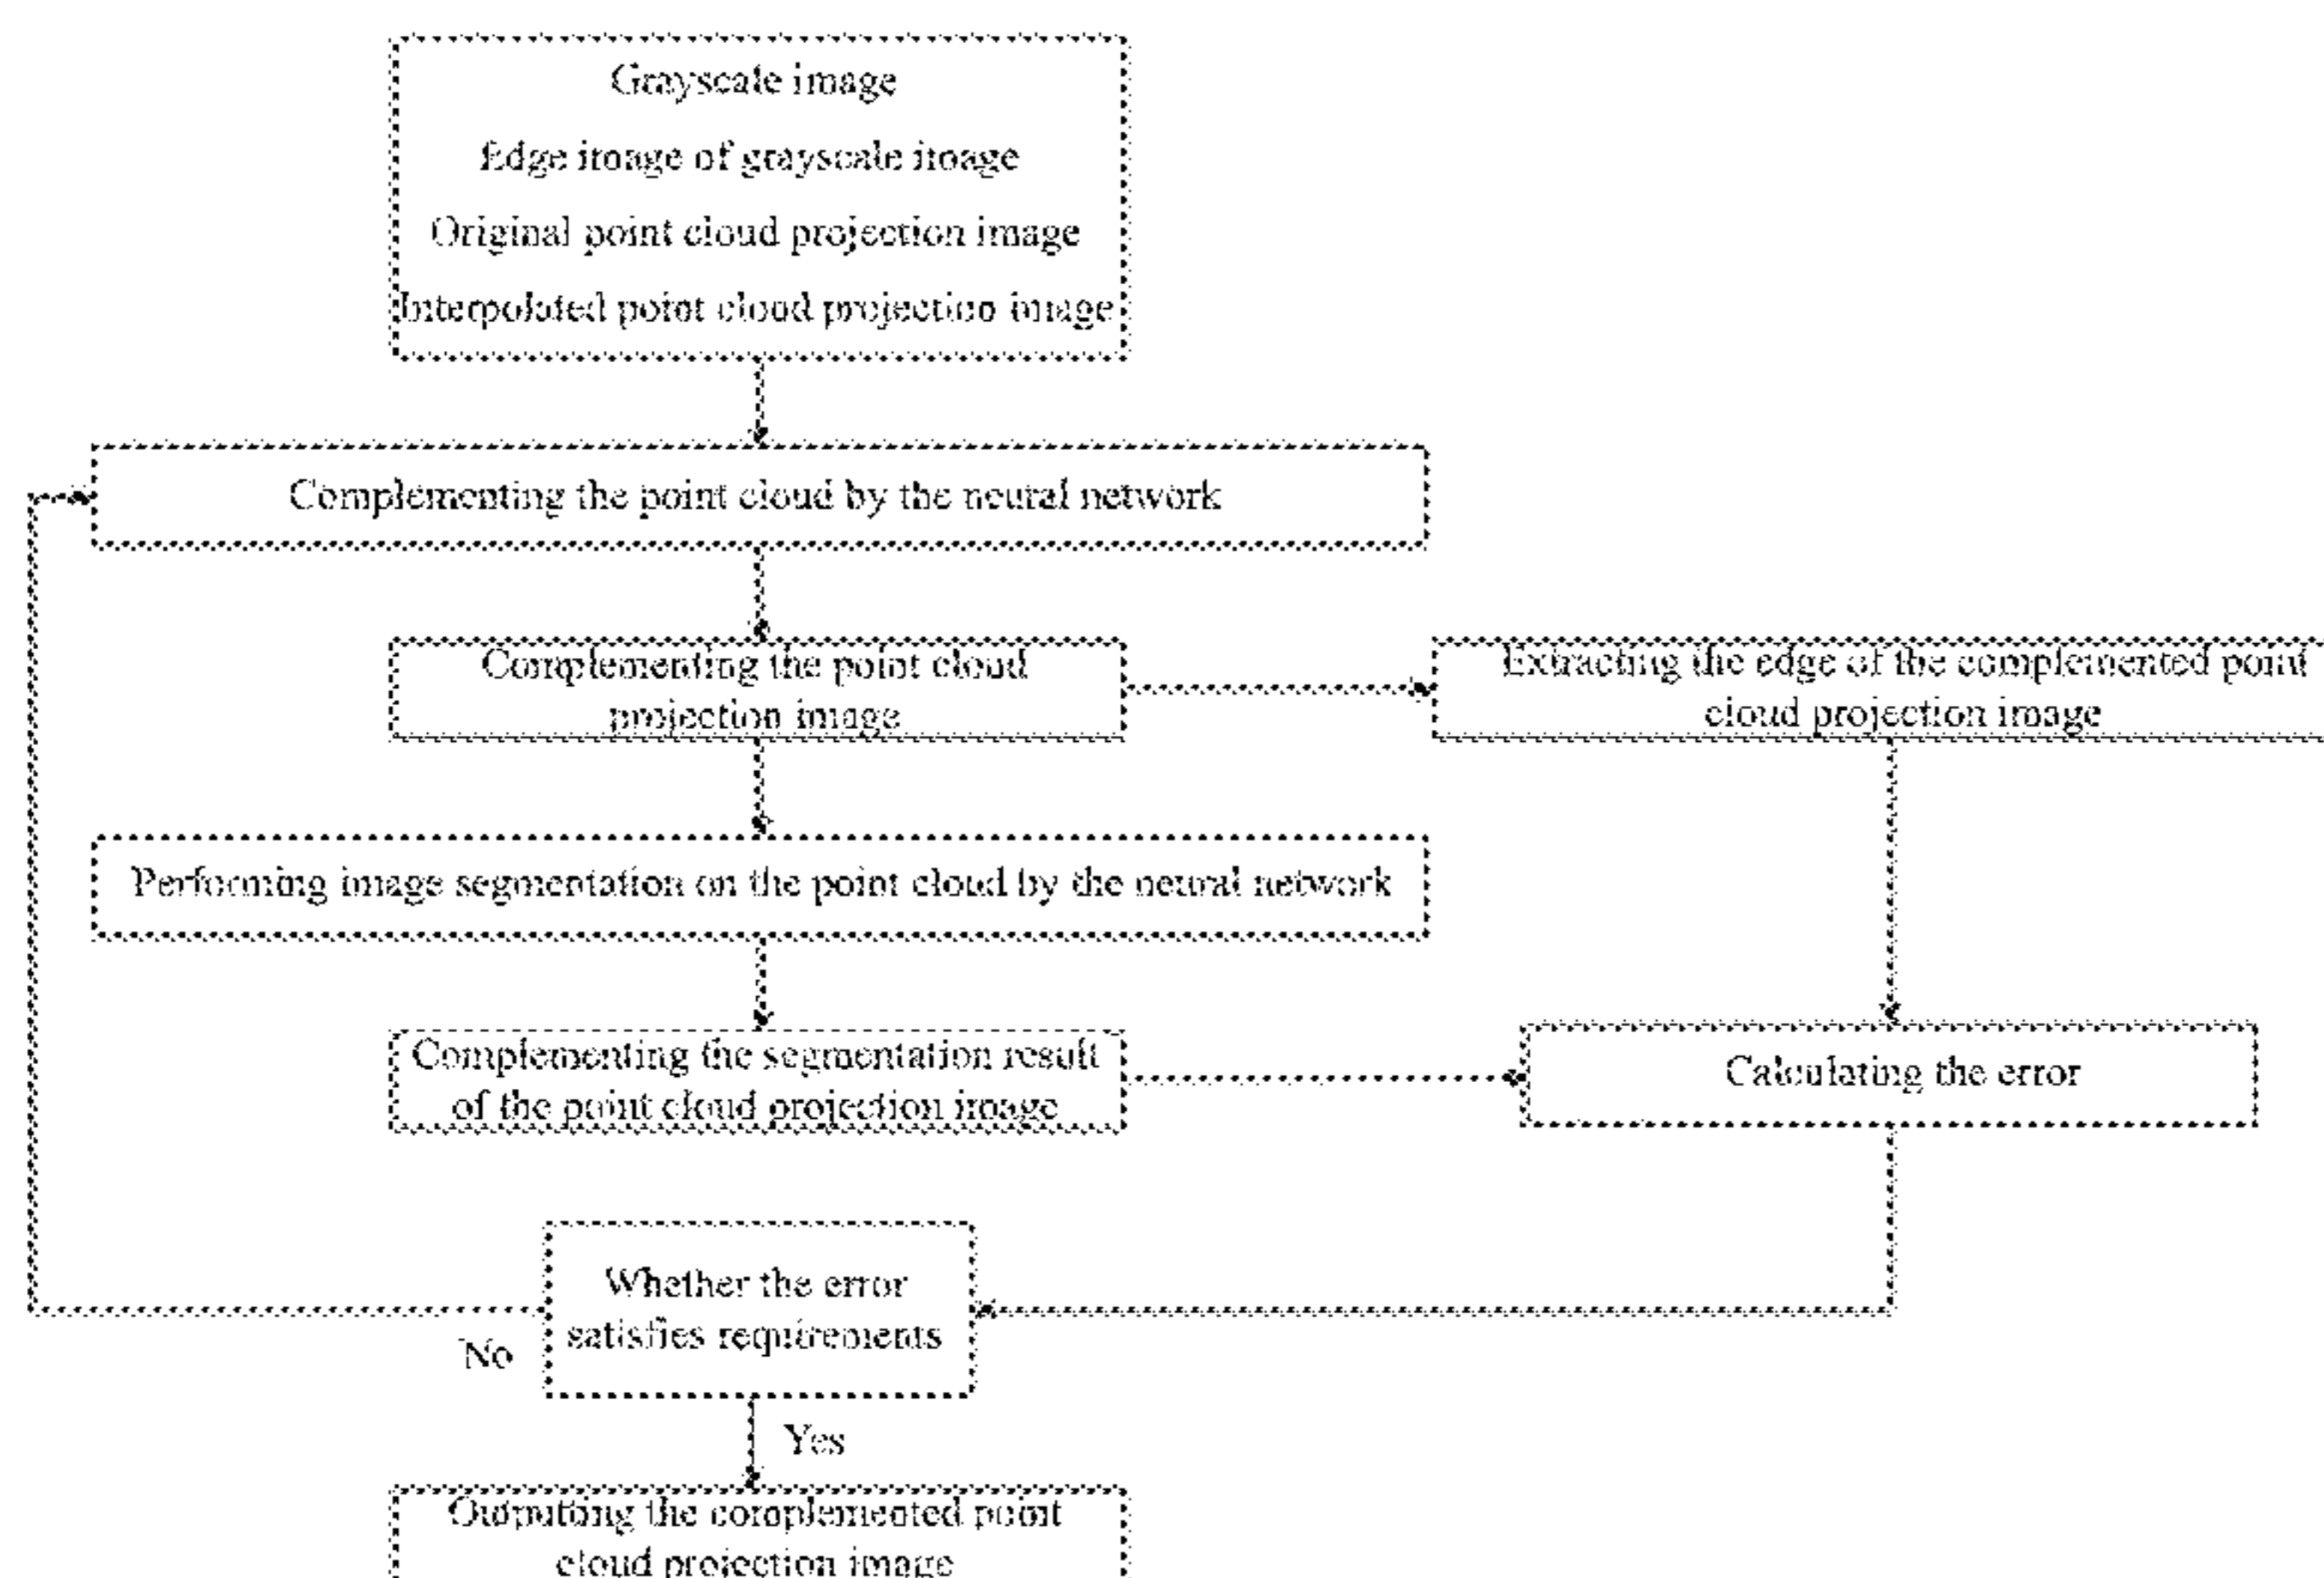 Grayscale image
Edge image of grayscale image
Original point cloud projection image
Interpolated point cloud projection image
Complementing the point cloud by the neural network
Complementing the point cloud
projection image
Extracting the edge of the complemented point
cloud projection image
Performing image segmentation on the point cloud by the neural network
Complementing the segmentation result
of the point cloud projection image
Calculating the error
Whether the error
satisfies requirements
No
Yes
Outputting the complemented point
cloud projection image